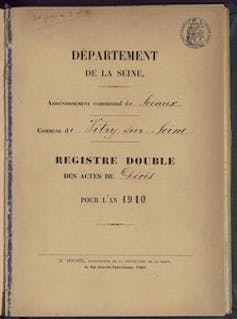 DÉPARTEMENT
DE LA SEINE.
Arrondissement communal de Sceaux
Commune de Vitry sur Seine
REGISTRE DOUBLE
DES ACTES DE Décès
POUR L'AN 1910